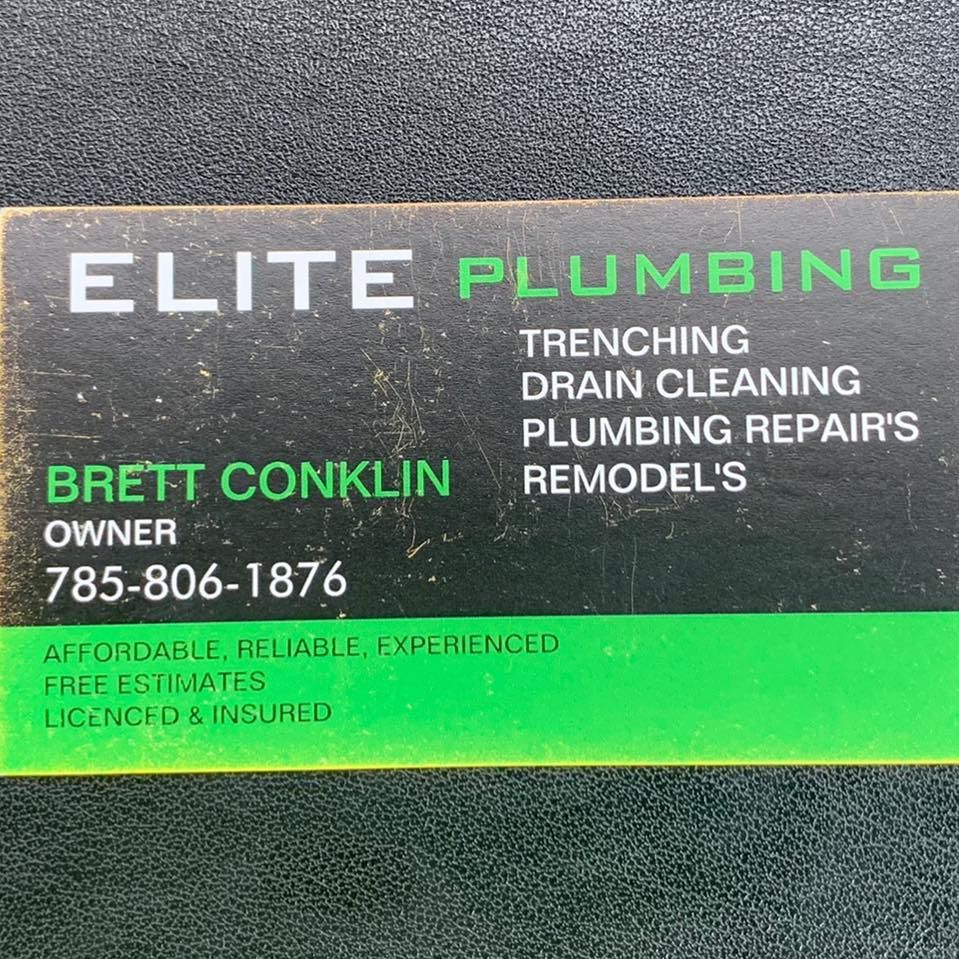 ELITE PLUMBING
TRENCHING
DRAIN CLEANING
PLUMBING REPAIR'S
REMODEL'S
BRETT CONKLIN
OWNER
785-806-1876
AFFORDABLE, RELIABLE, EXPERIENCED
FREE ESTIMATES
LICENCED & INSURED